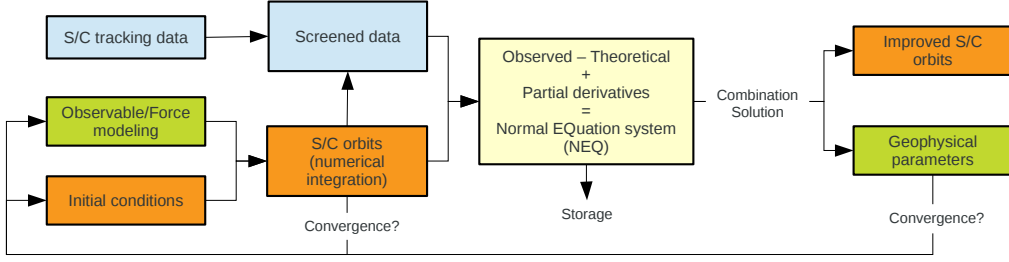 S/C tracking data
Screened data
Observable/Force
modeling
Initial conditions
S/C orbits
(numerical
integration)
Convergence?
Observed – Theoretical
+
Partial derivatives
=
Normal EQuation system
(NEQ)
Storage
Combination
Solution
Improved S/C
orbits
Geophysical
parameters
Convergence?